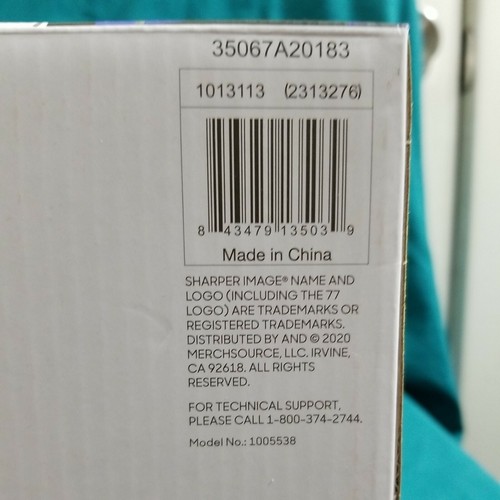 35067A20183
1013113 (2313276)
8 43479 13503 9
Made in China
SHARPER IMAGE® NAME AND
LOGO (INCLUDING THE 77
LOGO) ARE TRADEMARKS OR
REGISTERED TRADEMARKS.
DISTRIBUTED BY AND © 2020
MERCHSOURCE, LLC. IRVINE,
CA 92618. ALL RIGHTS
RESERVED.
FOR TECHNICAL SUPPORT,
PLEASE CALL 1-800-374-2744.
Model No.: 1005538